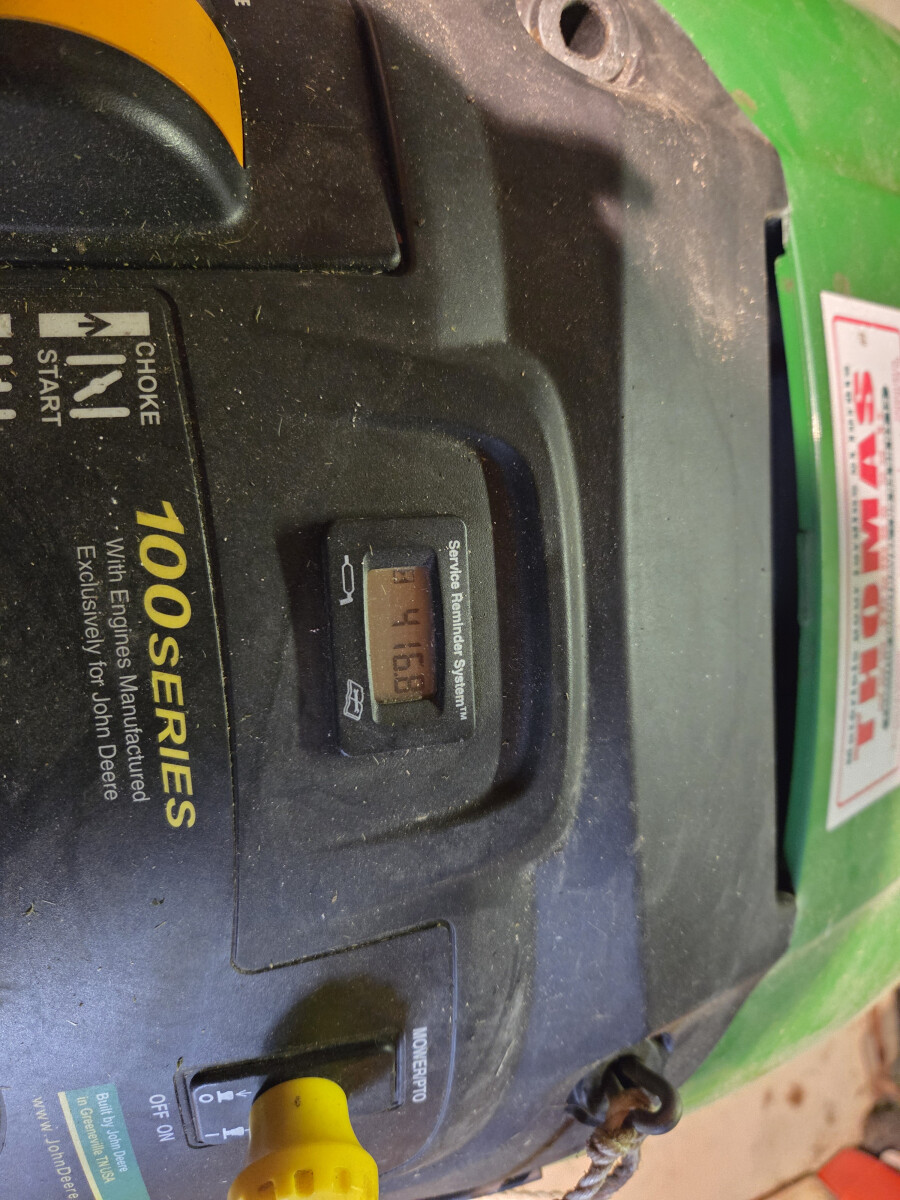 CHOKE
START
Service Reminder System™
416.8
100SERIES
... With Engines Manufactured
Exclusively for John Deere
MOWER/PTO
O I
OFF ON
Built by John Deere
in Greeneville TN USA
www.JohnDeere.
THOMAS